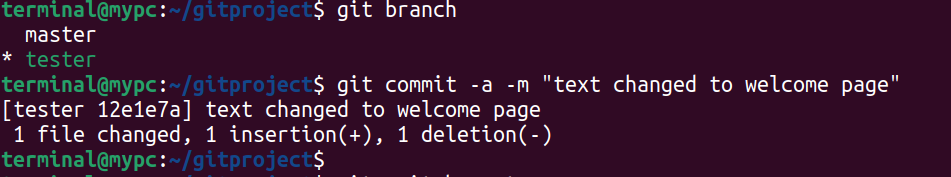 terminal@mypc:~/gitproject$ git branch
  master
* tester
terminal@mypc:~/gitproject$ git commit -a -m "text changed to welcome page"
[tester 12e1e7a] text changed to welcome page
 1 file changed, 1 insertion(+), 1 deletion(-)
terminal@mypc:~/gitproject$